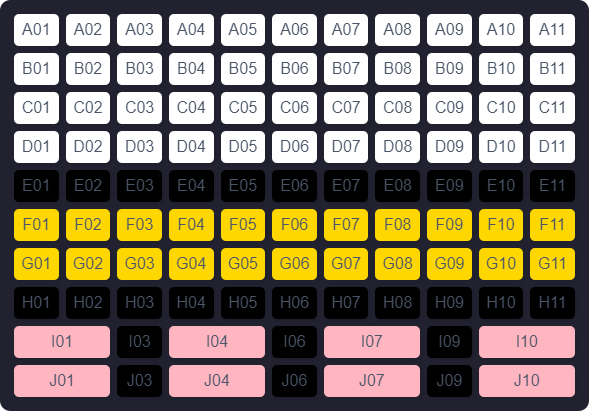 A01 A02 A03 A04 A05 A06 A07 A08 A09 A10 A11
B01 B02 B03 B04 B05 B06 B07 B08 B09 B10 B11
C01 C02 C03 C04 C05 C06 C07 C08 C09 C10 C11
D01 D02 D03 D04 D05 D06 D07 D08 D09 D10 D11
E01 E02 E03 E04 E05 E06 E07 E08 E09 E10 E11
F01 F02 F03 F04 F05 F06 F07 F08 F09 F10 F11
G01 G02 G03 G04 G05 G06 G07 G08 G09 G10 G11
H01 H02 H03 H04 H05 H06 H07 H08 H09 H10 H11
I01 I03 I04 I06 I07 I09 I10
J01 J03 J04 J06 J07 J09 J10